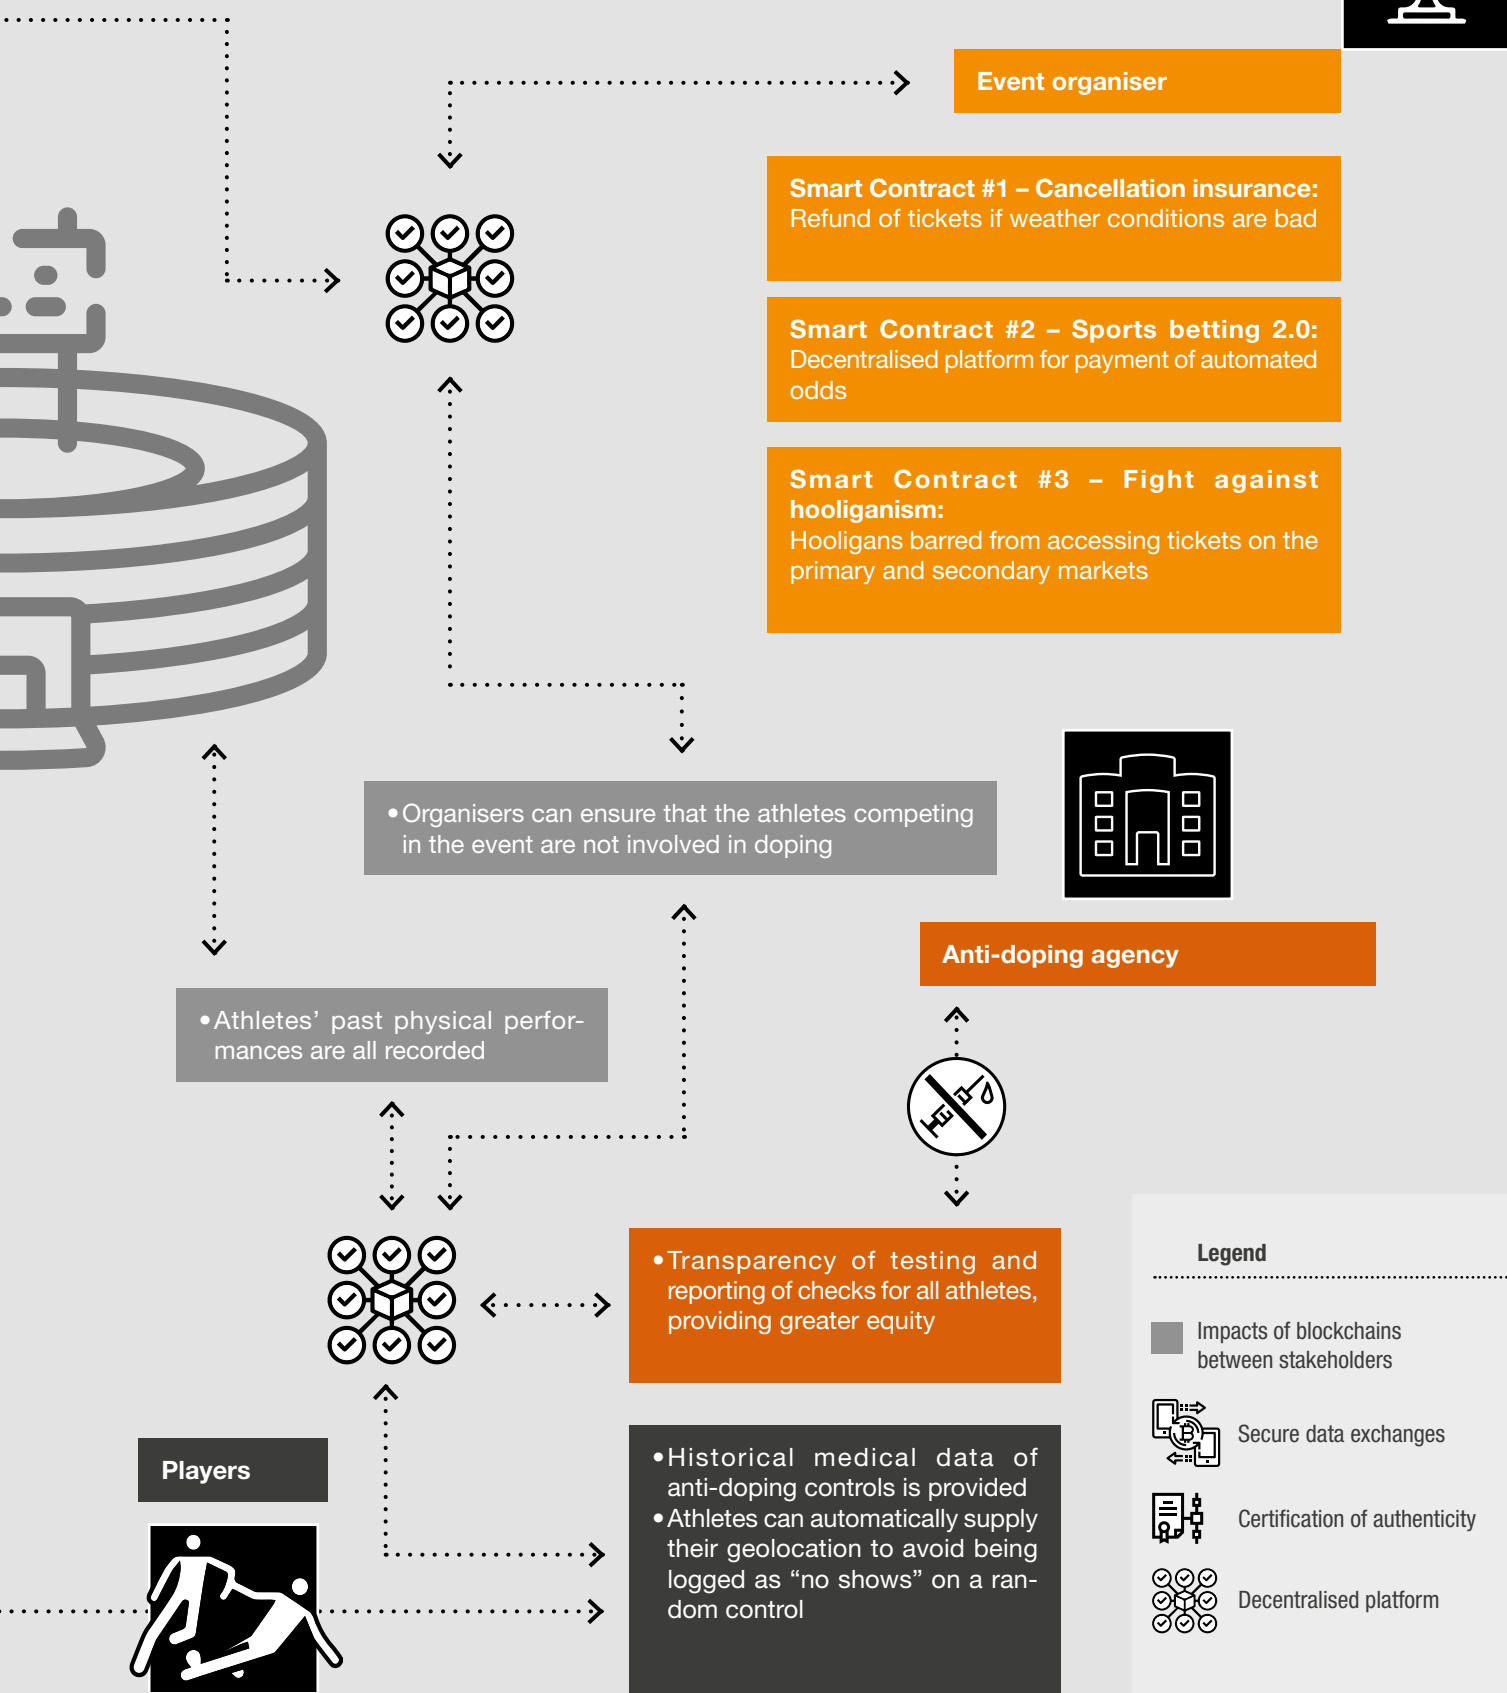 Event organiser
Smart Contract #1 – Cancellation insurance:
Refund of tickets if weather conditions are bad
Smart Contract #2 – Sports betting 2.0:
Decentralised platform for payment of automated
odds
Smart Contract #3 – Fight against
hooliganism:
Hooligans barred from accessing tickets on the
primary and secondary markets
•Organisers can ensure that the athletes competing
in the event are not involved in doping
Anti-doping agency
•Athletes’ past physical perfor-
mances are all recorded
•Transparency of testing and
reporting of checks for all athletes,
providing greater equity
Players
•Historical medical data of
anti-doping controls is provided
•Athletes can automatically supply
their geolocation to avoid being
logged as “no shows” on a ran-
dom control
Legend
Impacts of blockchains
between stakeholders
Secure data exchanges
Certification of authenticity
Decentralised platform